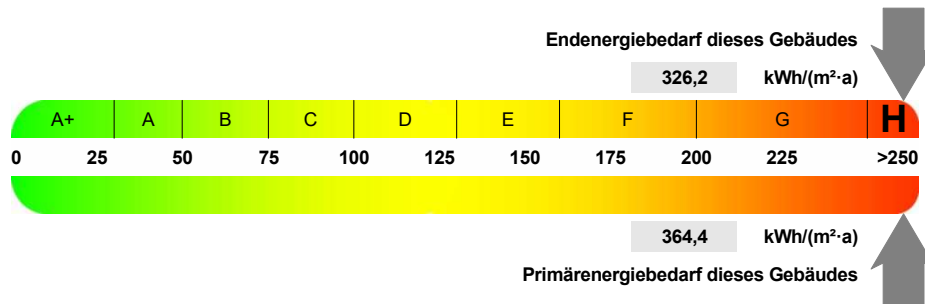 Endenergiebedarf dieses Gebäudes
326,2 kWh/(m²·a)
A+ A B C D E F G H
0 25 50 75 100 125 150 175 200 225 >250
364,4 kWh/(m²·a)
Primärenergiebedarf dieses Gebäudes